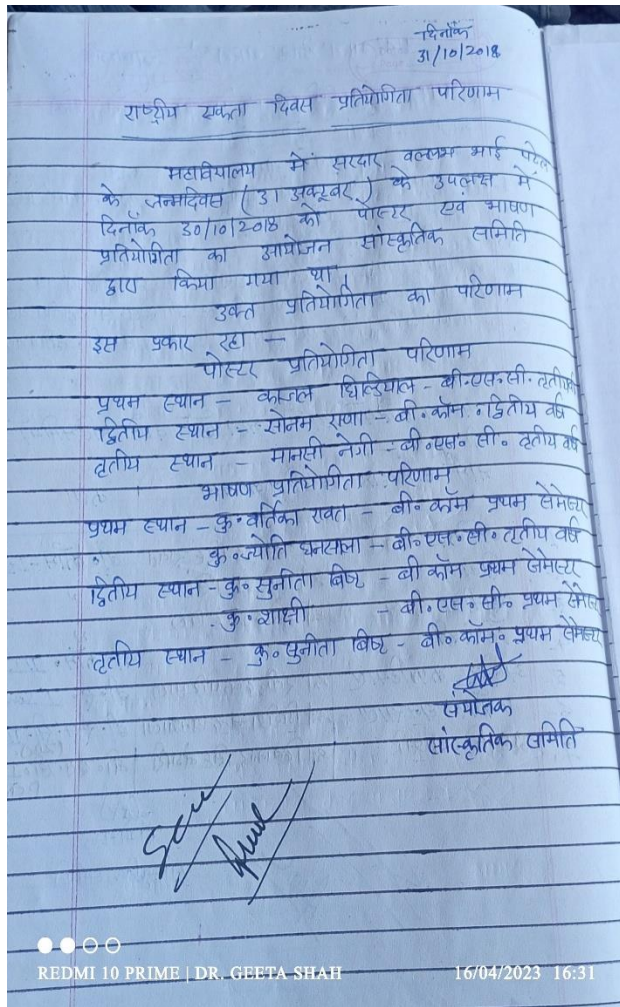 दिनाँक
31/10/2018
राष्ट्रीय एकता दिवस प्रतियोगिता परिणाम
महाविद्यालय में सरदार वल्लभ भाई पटेल
के जन्मदिवस (31 अक्टूबर) के उपलक्ष में
दिनाँक 30/10/2018 को पोस्टर एवं भाषण
प्रतियोगिता का आयोजन सांस्कृतिक समिति
द्वारा किया गया था।
उक्त प्रतियोगिता का परिणाम
इस प्रकार रहा –
पोस्टर प्रतियोगिता परिणाम
प्रथम स्थान – काजल घिल्डियाल – बी॰एस॰सी॰ तृतीय
द्वितीय स्थान – सोनम राणा – बी॰कॉम॰ द्वितीय वर्ष
तृतीय स्थान – मानसी नेगी – बी॰एस॰सी॰ तृतीय वर्ष
भाषण प्रतियोगिता परिणाम
प्रथम स्थान – कु॰ वर्तिका रावत – बी॰ कॉम प्रथम सेमेस्टर
कु॰ ज्योति धनसाला – बी॰एस॰सी॰ तृतीय वर्ष
द्वितीय स्थान – कु॰ सुनीता बिष्ट – बी कॉम प्रथम सेमेस्टर
कु॰ शाक्षी – बी॰एस॰सी॰ प्रथम सेमेस्टर
तृतीय स्थान – कु॰ सुनीता बिष्ट – बी॰ कॉम॰ प्रथम सेमेस्टर
संयोजक
सांस्कृतिक समिति
REDMI 10 PRIME | DR. GEETA SHAH
16/04/2023 16:31